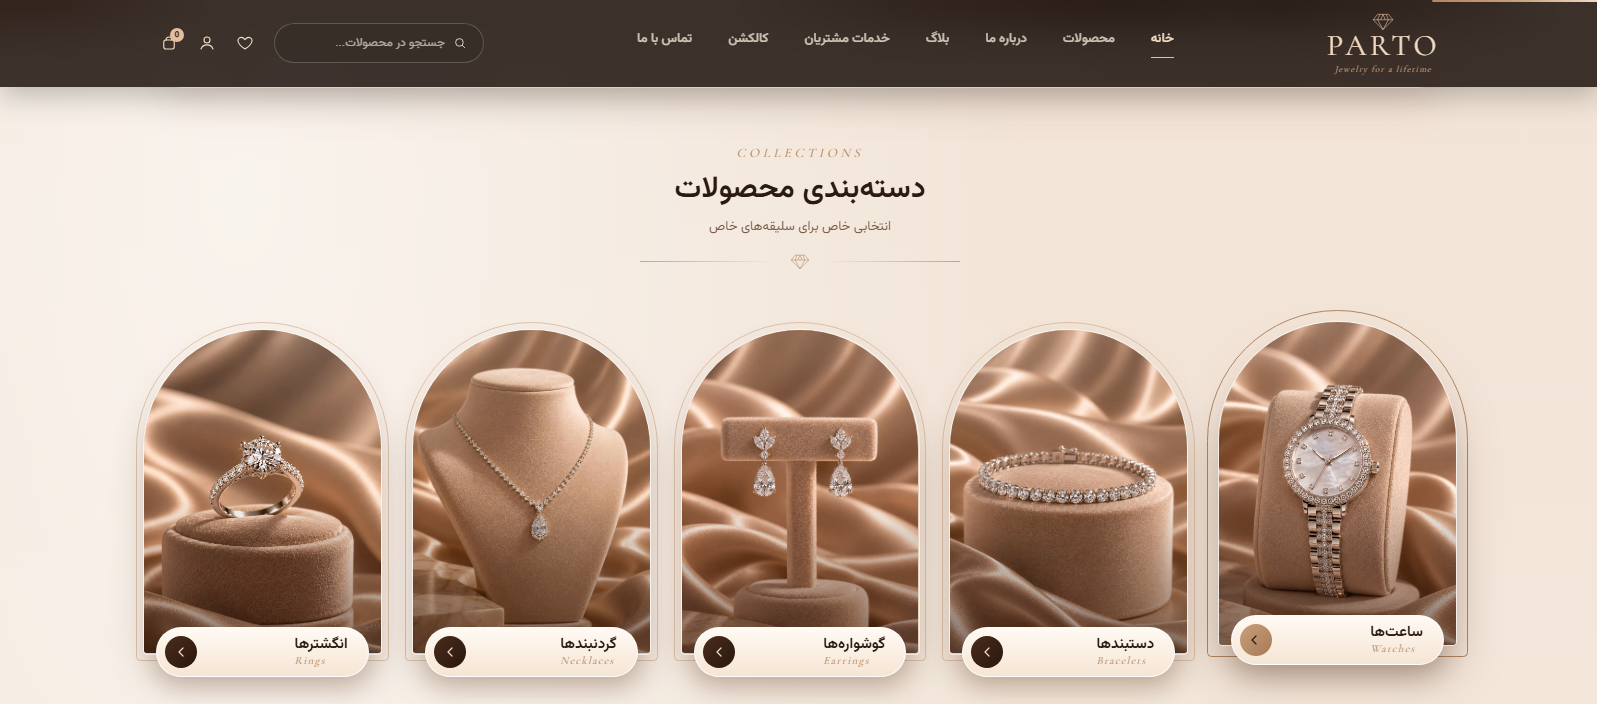 PARTO
Jewelry for a lifetime
خانه
محصولات
درباره ما
بلاگ
خدمات مشتریان
کالکشن
تماس با ما
جستجو در محصولات...
0
COLLECTIONS
دسته‌بندی محصولات
انتخابی خاص برای سلیقه‌های خاص
ساعت‌ها
Watches
دستبندها
Bracelets
گوشواره‌ها
Earrings
گردنبندها
Necklaces
انگشترها
Rings